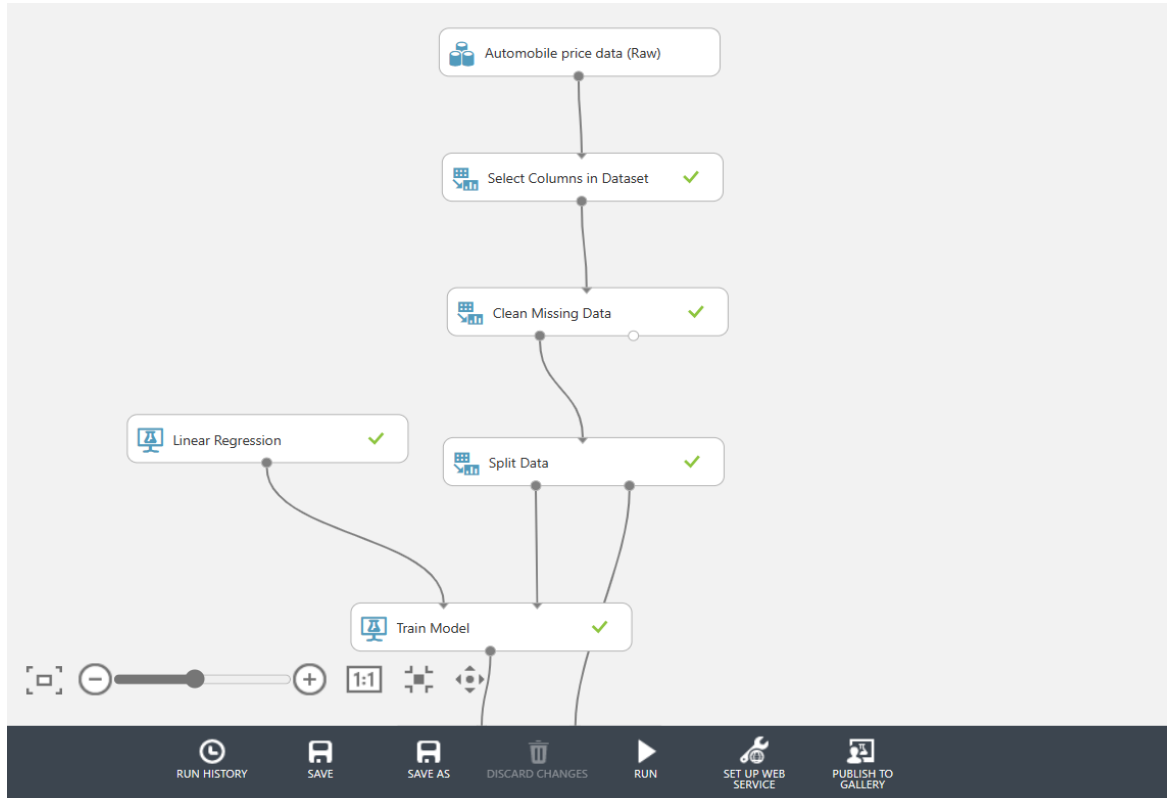 Automobile price data (Raw)
Select Columns in Dataset
Clean Missing Data
Linear Regression
Split Data
Train Model
1:1
RUN HISTORY
SAVE
SAVE AS
DISCARD CHANGES
RUN
SET UP WEB
SERVICE
PUBLISH TO
GALLERY